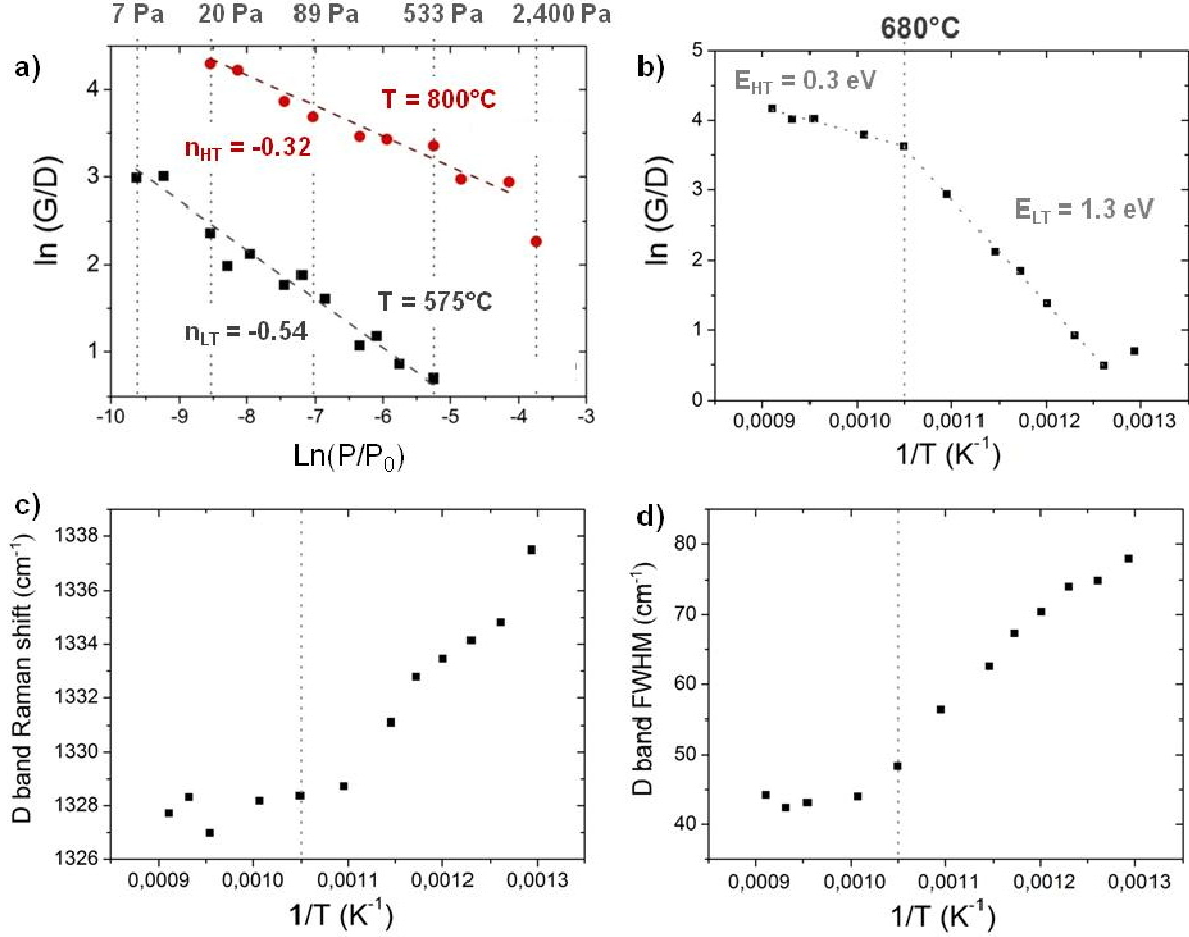 7 Pa 20 Pa 89 Pa 533 Pa 2,400 Pa
a)
4
3
2
1
T = 800°C
n_HT = -0.32
T = 575°C
n_LT = -0.54
ln (G/D)
-10 -9 -8 -7 -6 -5 -4 -3
Ln(P/P₀)
680°C
b)
5
4
3
2
1
0
E_HT = 0.3 eV
E_LT = 1.3 eV
ln (G/D)
0,0009 0,0010 0,0011 0,0012 0,0013
1/T (K⁻¹)
c)
1338
1336
1334
1332
1330
1328
1326
D band Raman shift (cm⁻¹)
0,0009 0,0010 0,0011 0,0012 0,0013
1/T (K⁻¹)
d)
80
70
60
50
40
D band FWHM (cm⁻¹)
0,0009 0,0010 0,0011 0,0012 0,0013
1/T (K⁻¹)